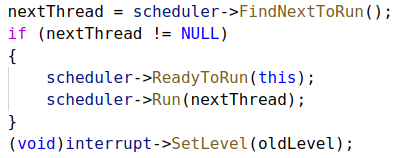 nextThread = scheduler->FindNextToRun();
if (nextThread != NULL)
{
    scheduler->ReadyToRun(this);
    scheduler->Run(nextThread);
}
(void)interrupt->SetLevel(oldLevel);